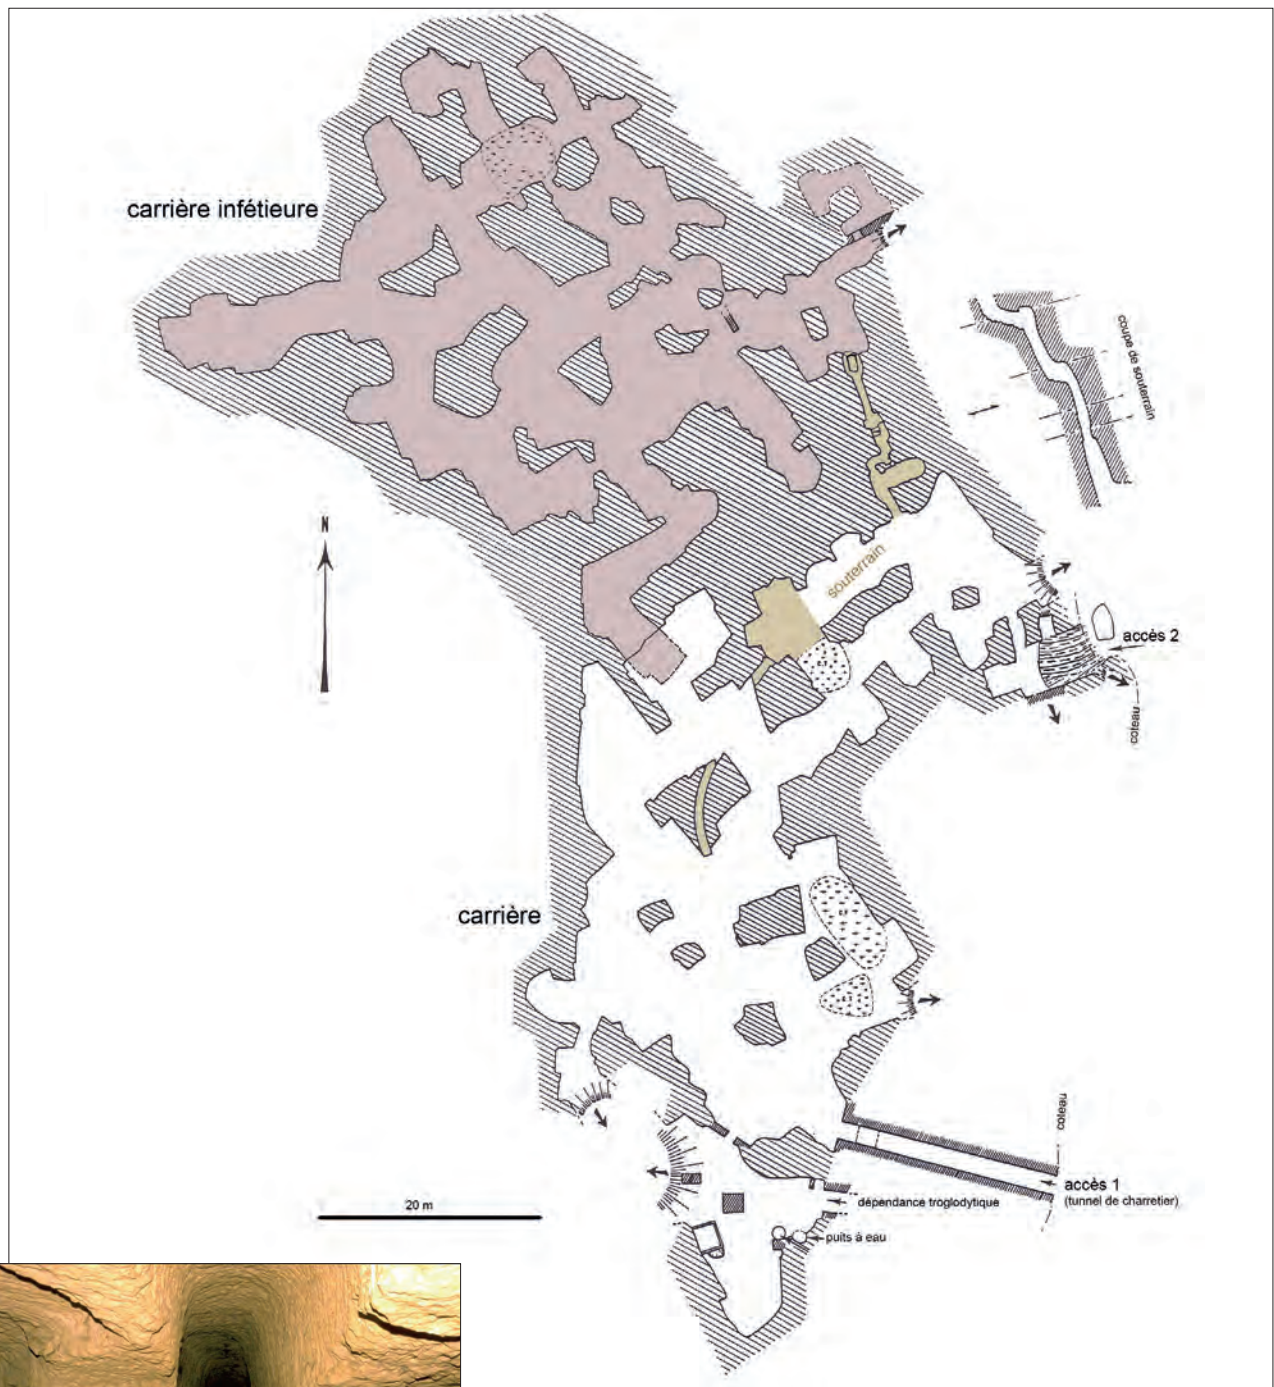 carrière infétieure
coupe de souterrain
N
souterrain
accès 2
coteau
carrière
coteau
accès 1
(tunnel de charretier)
20 m
dépendance troglodytique
puits à eau